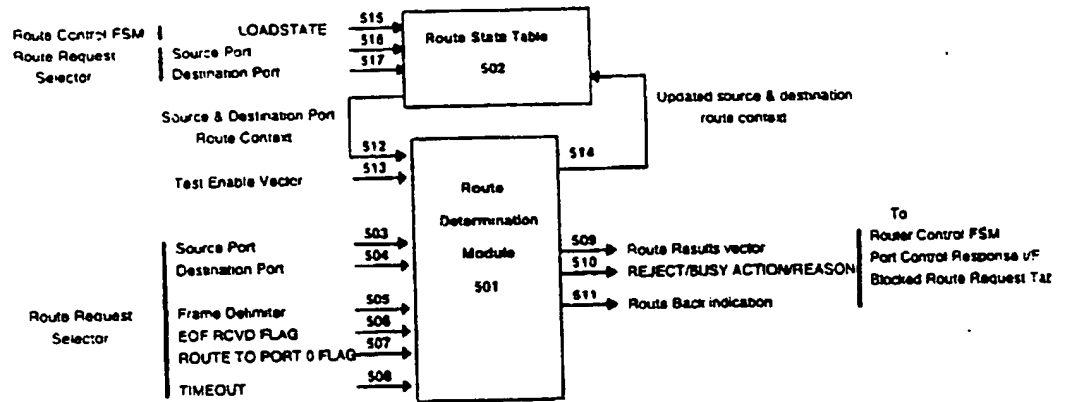 Route Control FSM
Route Request
Selector
LOADSTATE
515
Source Port
516
Destination Port
517
Route State Table
502
Source & Destination Port
Route Context
512
Test Enable Vector
513
514
Updated source & destination
route context
Route
Determination
Module
501
Route Request
Selector
Source Port
503
Destination Port
504
Frame Delimiter
505
EOF RCVD FLAG
506
ROUTE TO PORT 0 FLAG
507
TIMEOUT
508
509
Route Results vector
510
REJECT/BUSY ACTION/REASON
511
Route Back indication
To
Router Control FSM
Port Control Response I/F
Blocked Route Request Tab